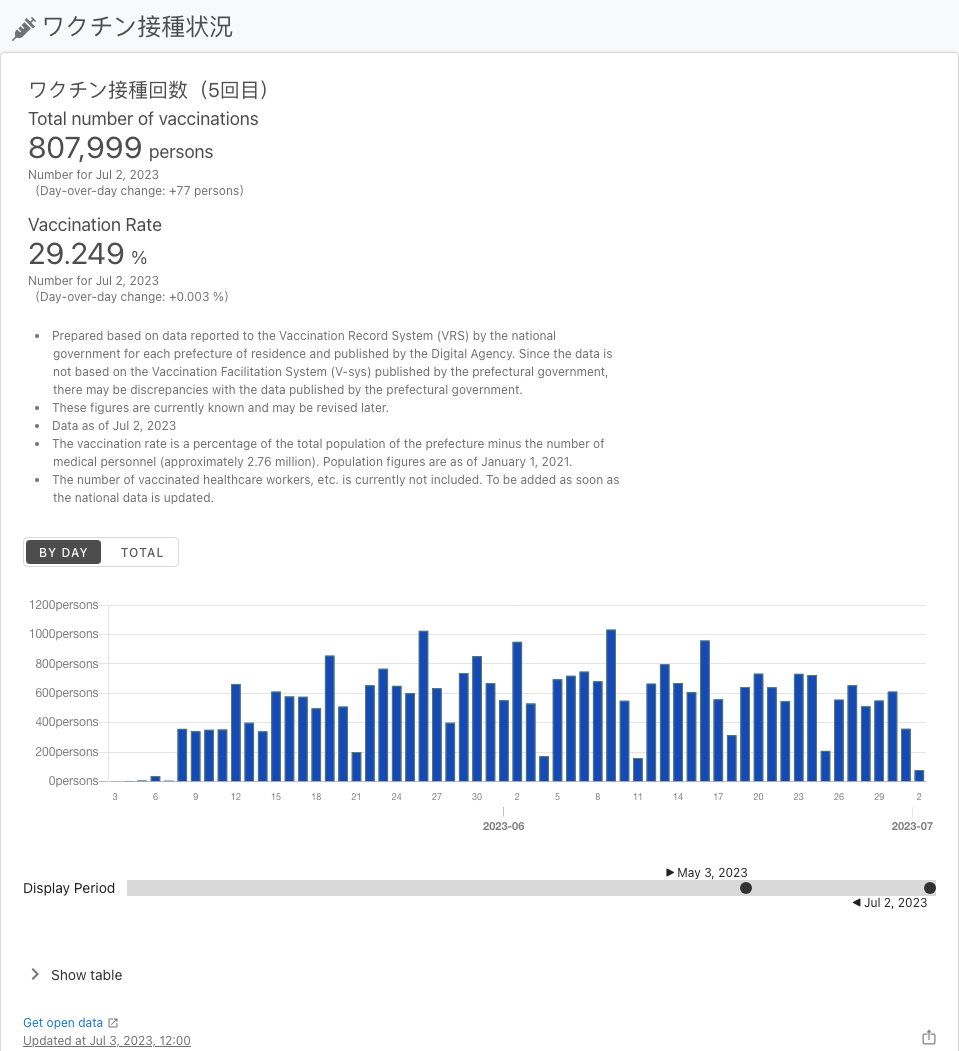 ワクチン接種状況
ワクチン接種回数（5回目）
Total number of vaccinations
807,999 persons
Number for Jul 2, 2023
（Day-over-day change: +77 persons）
Vaccination Rate
29.249 %
Number for Jul 2, 2023
（Day-over-day change: +0.003 %）
• Prepared based on data reported to the Vaccination Record System (VRS) by the national
government for each prefecture of residence and published by the Digital Agency. Since the data is
not based on the Vaccination Facilitation System (V-sys) published by the prefectural government,
there may be discrepancies with the data published by the prefectural government.
• These figures are currently known and may be revised later.
• Data as of Jul 2, 2023
• The vaccination rate is a percentage of the total population of the prefecture minus the number of
medical personnel (approximately 2.76 million). Population figures are as of January 1, 2021.
• The number of vaccinated healthcare workers, etc. is currently not included. To be added as soon as
the national data is updated.
BY DAY TOTAL
1200persons
1000persons
800persons
600persons
400persons
200persons
0persons
3 6 9 12 15 18 21 24 27 30 2 5 8 11 14 17 20 23 26 29 2
2023-06 2023-07
May 3, 2023
Display Period
Jul 2, 2023
Show table
Get open data
Updated at Jul 3, 2023, 12:00